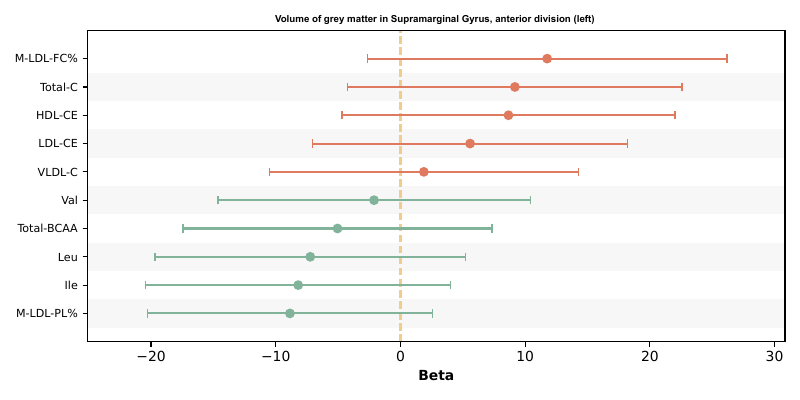 Volume of grey matter in Supramarginal Gyrus, anterior division (left)
M-LDL-FC%
Total-C
HDL-CE
LDL-CE
VLDL-C
Val
Total-BCAA
Leu
Ile
M-LDL-PL%
−20 −10 0 10 20 30
Beta